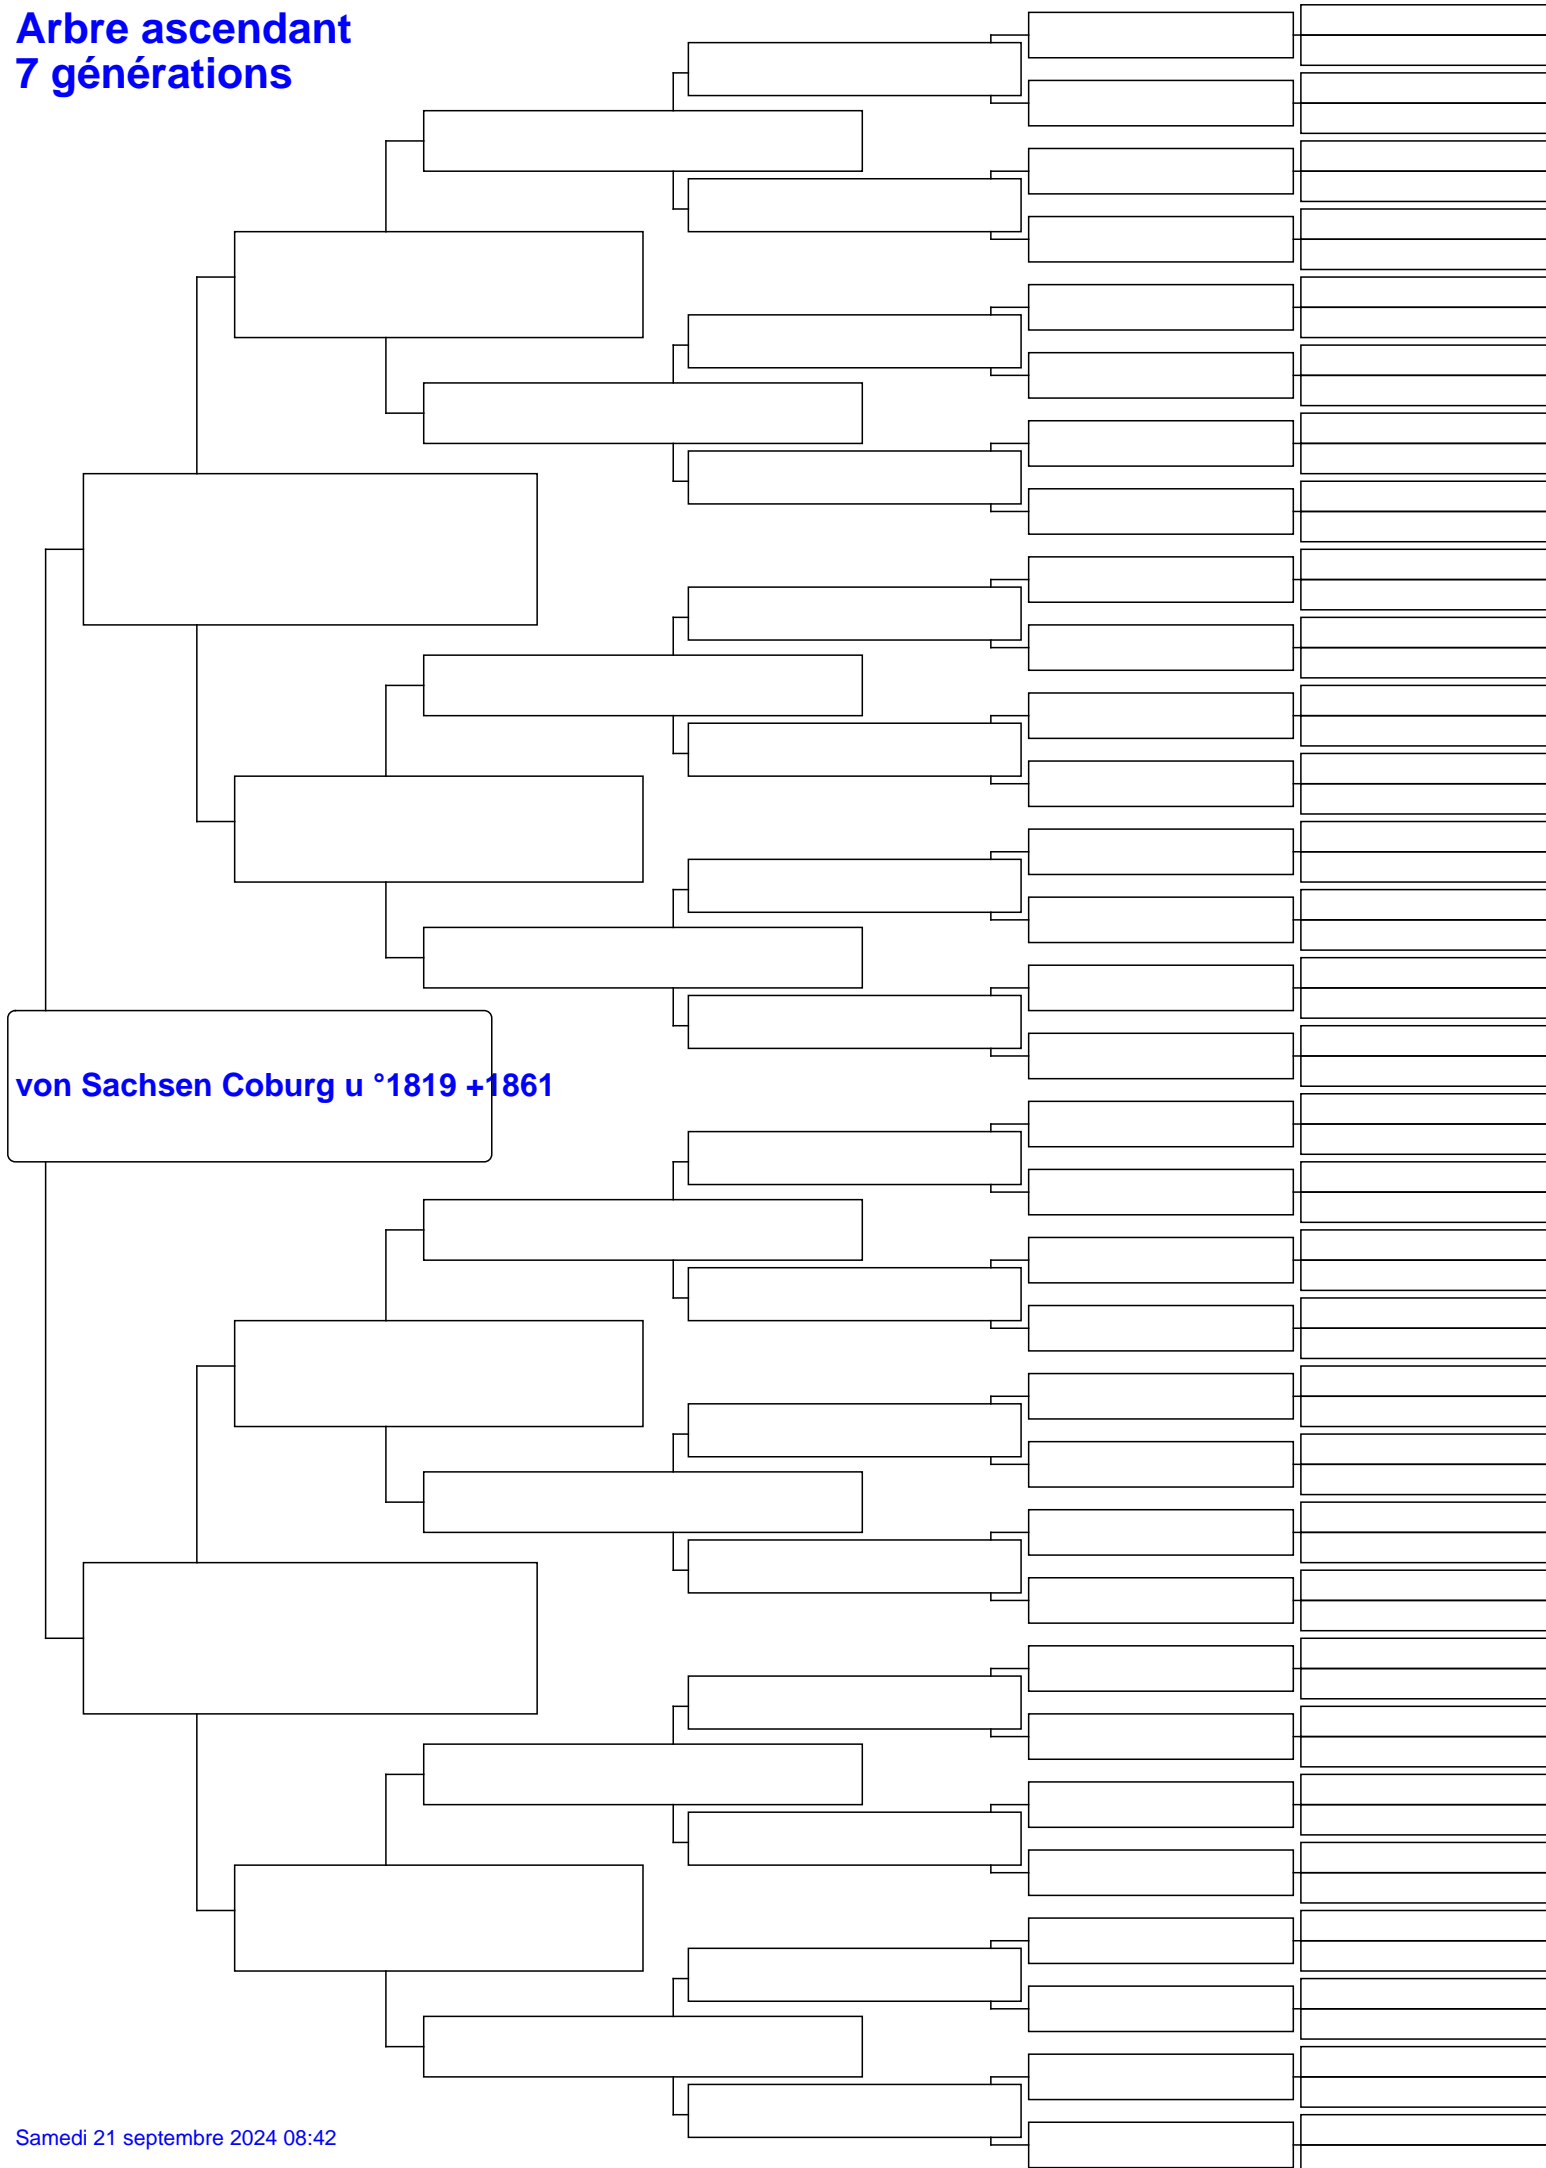 Arbre ascendant
7 générations
von Sachsen Coburg u °1819 +1861
Samedi 21 septembre 2024 08:42